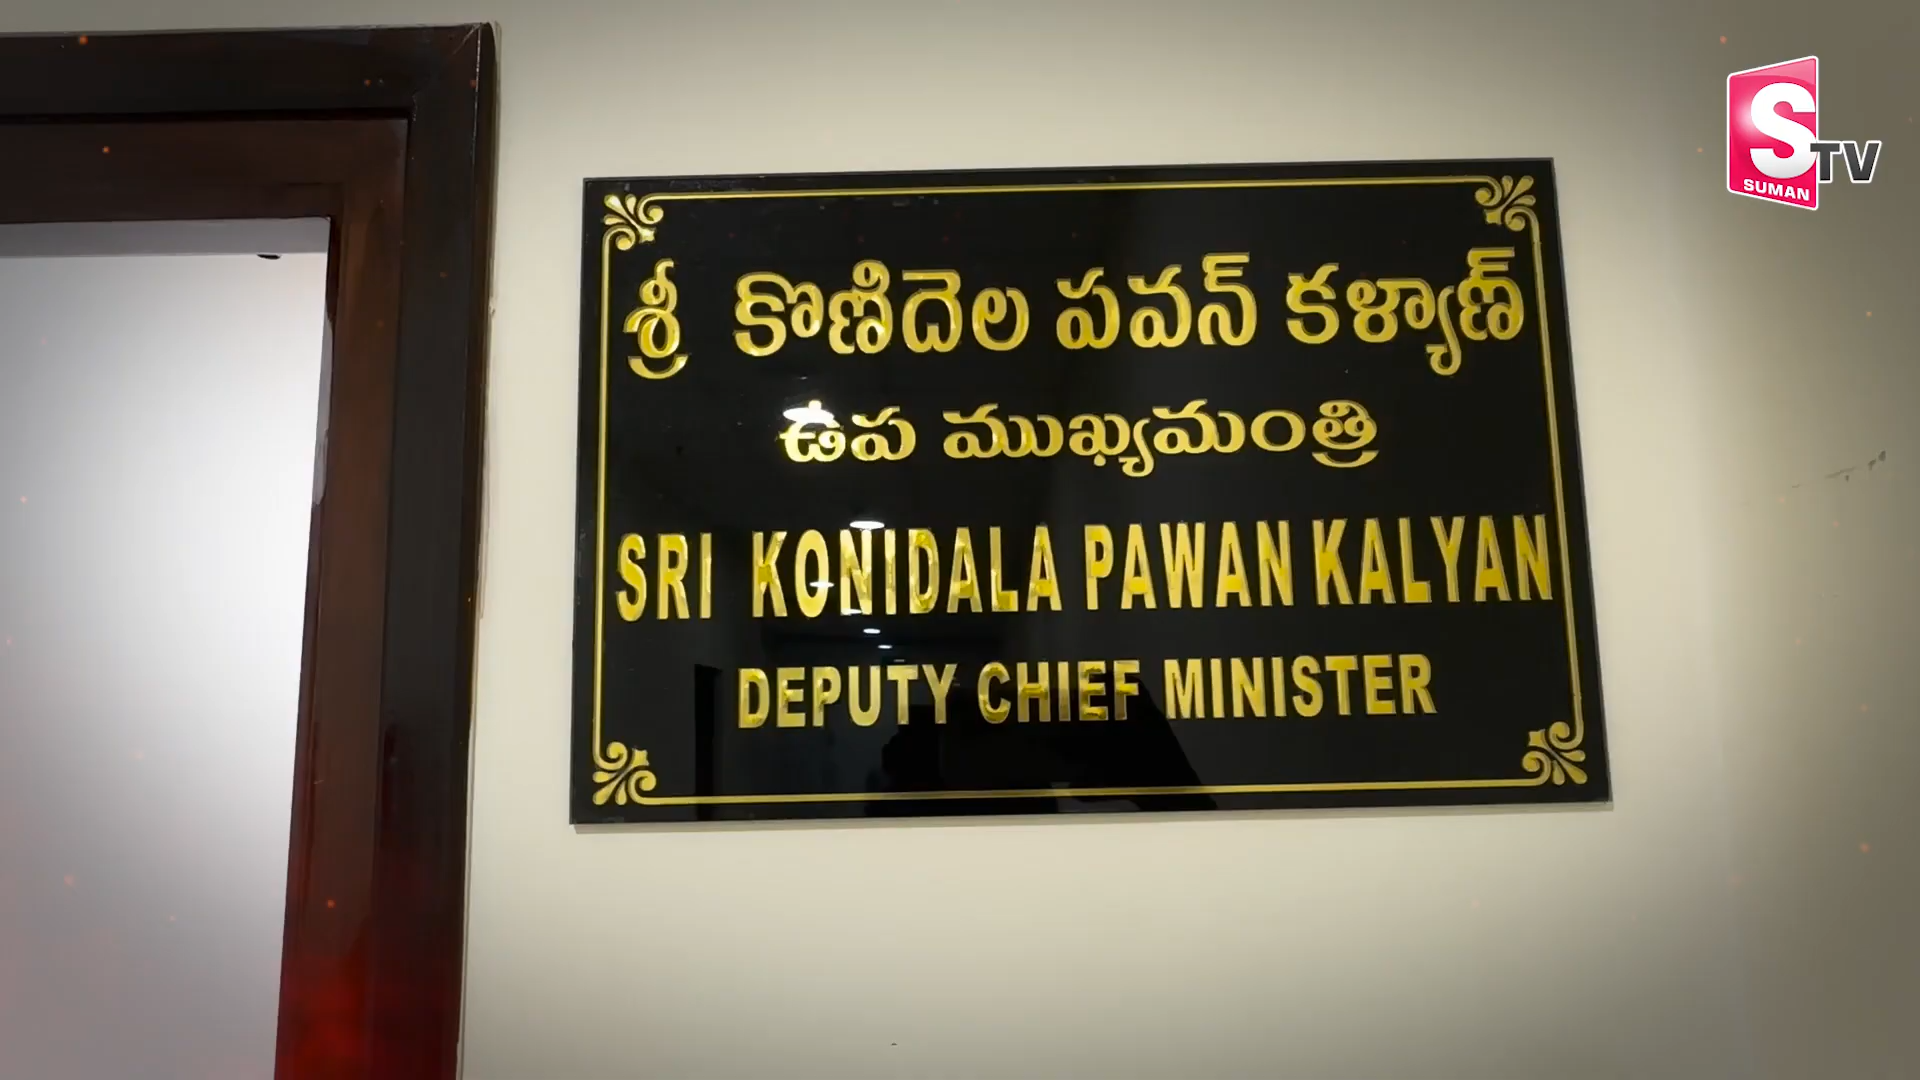 శ్రీ కొణిదెల పవన్ కళ్యాణ్
ఉప ముఖ్యమంత్రి
SRI KONIDALA PAWAN KALYAN
DEPUTY CHIEF MINISTER
S TV
SUMAN